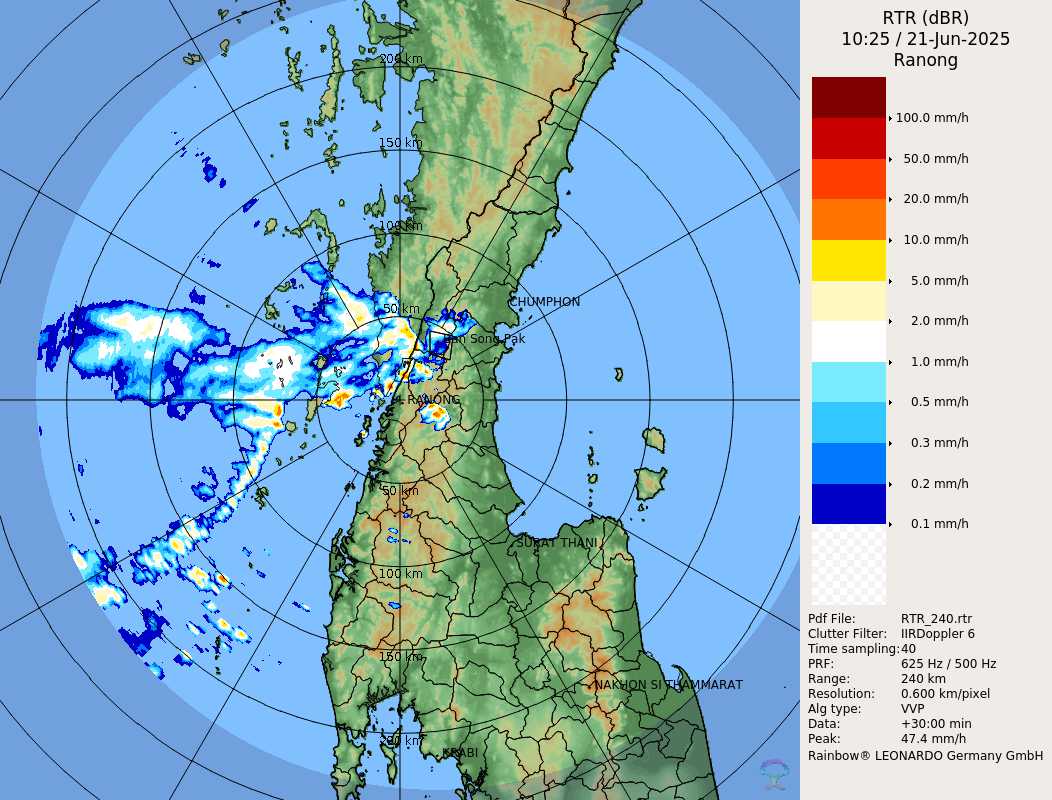 RTR (dBR)
10:25 / 21-Jun-2025
Ranong
100.0 mm/h
50.0 mm/h
20.0 mm/h
10.0 mm/h
5.0 mm/h
2.0 mm/h
1.0 mm/h
0.5 mm/h
0.3 mm/h
0.2 mm/h
0.1 mm/h
Pdf File: RTR_240.rtr
Clutter Filter: IIRDoppler 6
Time sampling:40
PRF: 625 Hz / 500 Hz
Range: 240 km
Resolution: 0.600 km/pixel
Alg type: VVP
Data: +30:00 min
Peak: 47.4 mm/h
Rainbow® LEONARDO Germany GmbH
200 km
150 km
100 km
50 km
CHUMPHON
Ban Song Pak
RANONG
50 km
SURAT THANI
100 km
150 km
NAKHON SI THAMMARAT
200 km
KRABI